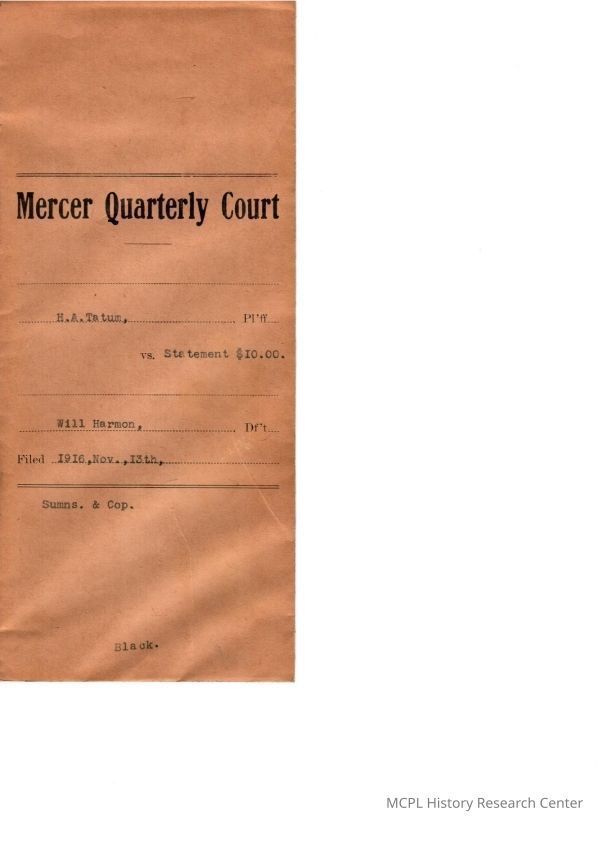 Mercer Quarterly Court
H.A.Tatum, Pl'ff
vs. Statement $10.00.
Will Harmon, Df't
Filed 1916,Nov.,13th,
Sumns. & Cop.
Black.
MCPL History Research Center